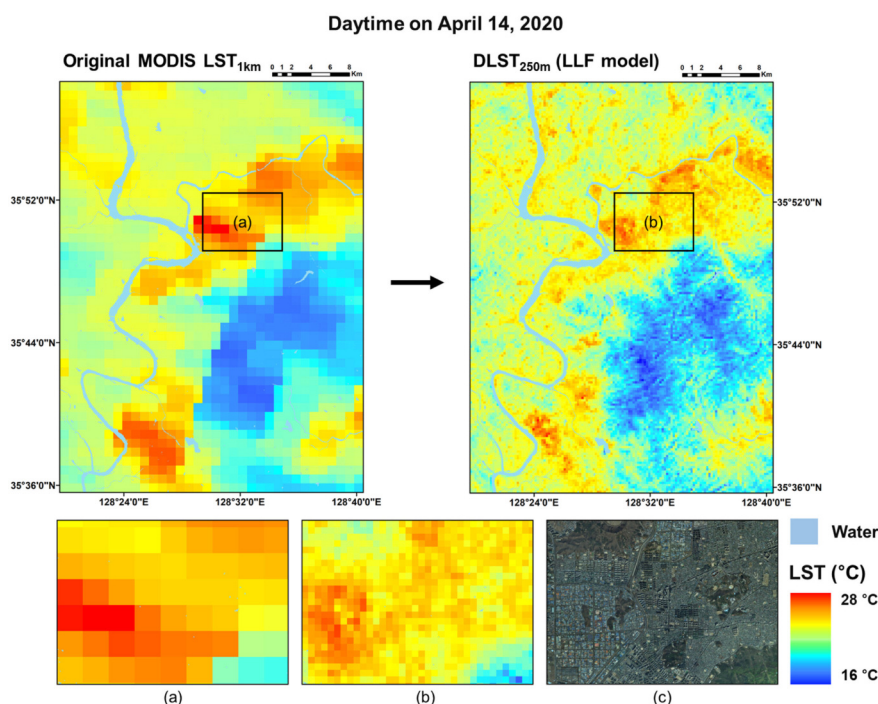 Daytime on April 14, 2020
Original MODIS LST1km
0 1 2 4 6 8
Km
DLST250m (LLF model)
0 1 2 4 6 8
Km
35°52'0"N
35°44'0"N
35°36'0"N
(a)
128°24'0"E
128°32'0"E
128°40'0"E
35°52'0"N
35°44'0"N
35°36'0"N
(b)
128°24'0"E
128°32'0"E
128°40'0"E
Water
LST (°C)
28 °C
16 °C
(a)
(b)
(c)